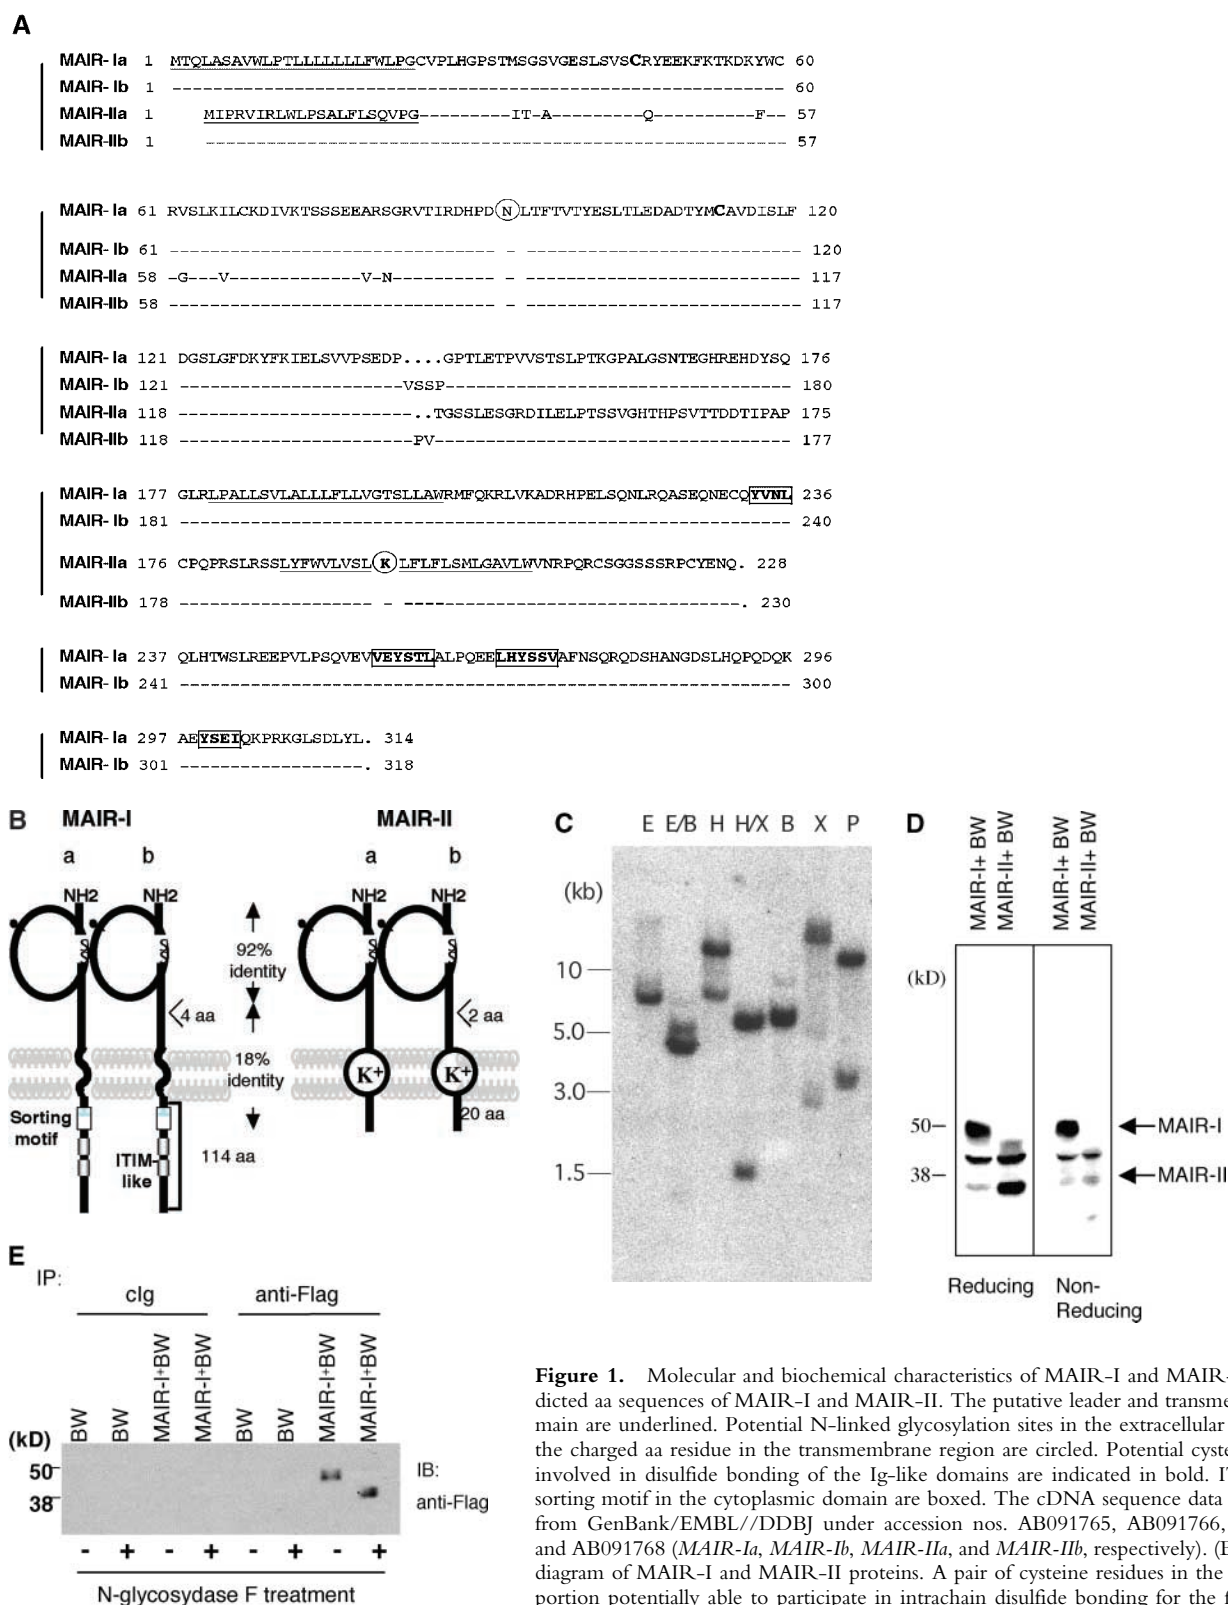 A
MAIR- Ia 1 MTQLASAVWLPTLLLLLLLFWLPGCVPLHGPSTMSGSVGESLSVSCRYEEKFKTKDKYWC 60
MAIR- Ib 1 ------------------------------------------------------------ 60
MAIR-IIa 1 MIPRVIRLWLPSALFLSQVPG---------IT-A---------Q----------F-- 57
MAIR-IIb 1 --------------------------------------------------------- 57
MAIR- Ia 61 RVSLKILCKDIVKTSSSEEARSGRVTIRDHPDNLTFTVTYESLTLEDADTYMCAVDISLF 120
MAIR- Ib 61 ------------------------------- - --------------------------- 120
MAIR-IIa 58 -G---V-------------V-N---------- - --------------------------- 117
MAIR-IIb 58 -------------------------------- - --------------------------- 117
MAIR- Ia 121 DGSLGFDKYFKIELSVVPSEDP....GPTLETPVVSTSLPTKGPALGSNTEGHREHDYSQ 176
MAIR- Ib 121 ----------------------VSSP---------------------------------- 180
MAIR-IIa 118 -----------------------..TGSSLESGRDILELPTSSVGHTHPSVTTDDTIPAP 175
MAIR-IIb 118 -----------------------PV----------------------------------- 177
MAIR- Ia 177 GLRLPALLSVLALLLFLLVGTSLLAWRMFQKRLVKADRHPELSQNLRQASEQNECQYVNL 236
MAIR- Ib 181 ------------------------------------------------------------ 240
MAIR-IIa 176 CPQPRSLRSSLYFWVLVSLKLFLFLSMLGAVLWVNRPQRCSGGSSSRPCYENQ. 228
MAIR-IIb 178 ------------------- - ---------------------------------. 230
MAIR- Ia 237 QLHTWSLREEPVLPSQVEVVEYSTLALPQEELHYSSVAFNSQRQDSHANGDSLHQPQDQK 296
MAIR- Ib 241 ------------------------------------------------------------ 300
MAIR- Ia 297 AEYSEIQKPRKGLSDLYL. 314
MAIR- Ib 301 ------------------. 318
B MAIR-I MAIR-II
a b a b
NH2 NH2 NH2 NH2
S S S S
S S S S
92%
identity
4 aa 2 aa
18%
identity
K+ K+
Sorting
motif
20 aa
ITIM-
like
114 aa
C E E/B H H/X B X P
(kb)
10
5.0
3.0
1.5
D MAIR-I+ BW MAIR-II+ BW MAIR-I+ BW MAIR-II+ BW
(kD)
50 MAIR-I
38 MAIR-II
Reducing Non-
Reducing
E
IP:
cIg anti-Flag
BW BW MAIR-I+BW MAIR-I+BW BW BW MAIR-I+BW MAIR-I+BW
(kD)
50 IB:
38 anti-Flag
- + - + - + - +
N-glycosydase F treatment
Figure 1. Molecular and biochemical characteristics of MAIR-I and MAIR-
dicted aa sequences of MAIR-I and MAIR-II. The putative leader and transme
main are underlined. Potential N-linked glycosylation sites in the extracellular
the charged aa residue in the transmembrane region are circled. Potential cyste
involved in disulfide bonding of the Ig-like domains are indicated in bold. IT
sorting motif in the cytoplasmic domain are boxed. The cDNA sequence data
from GenBank/EMBL//DDBJ under accession nos. AB091765, AB091766,
and AB091768 (MAIR-Ia, MAIR-Ib, MAIR-IIa, and MAIR-IIb, respectively). (B
diagram of MAIR-I and MAIR-II proteins. A pair of cysteine residues in the
portion potentially able to participate in intrachain disulfide bonding for the f